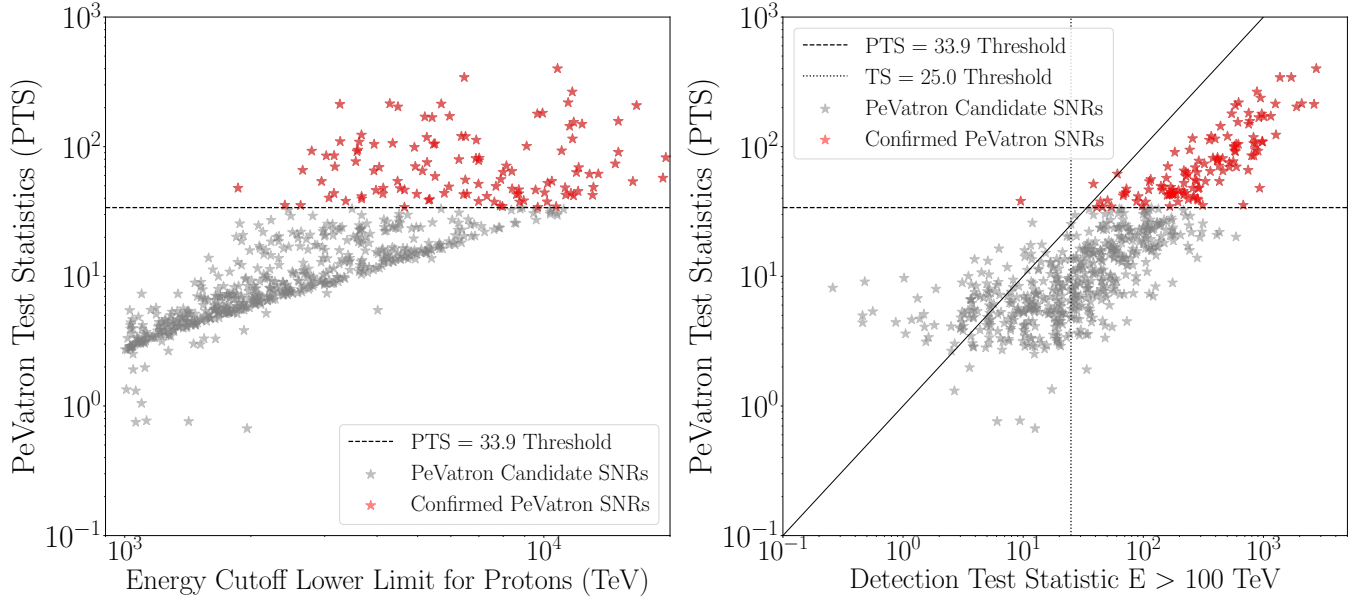 PeVatron Test Statistics (PTS)
10³
10²
10¹
10⁰
10⁻¹
PTS = 33.9 Threshold
PeVatron Candidate SNRs
Confirmed PeVatron SNRs
10³
10⁴
Energy Cutoff Lower Limit for Protons (TeV)
PeVatron Test Statistics (PTS)
10³
10²
10¹
10⁰
10⁻¹
PTS = 33.9 Threshold
TS = 25.0 Threshold
PeVatron Candidate SNRs
Confirmed PeVatron SNRs
10⁻¹
10⁰
10¹
10²
10³
Detection Test Statistic E > 100 TeV